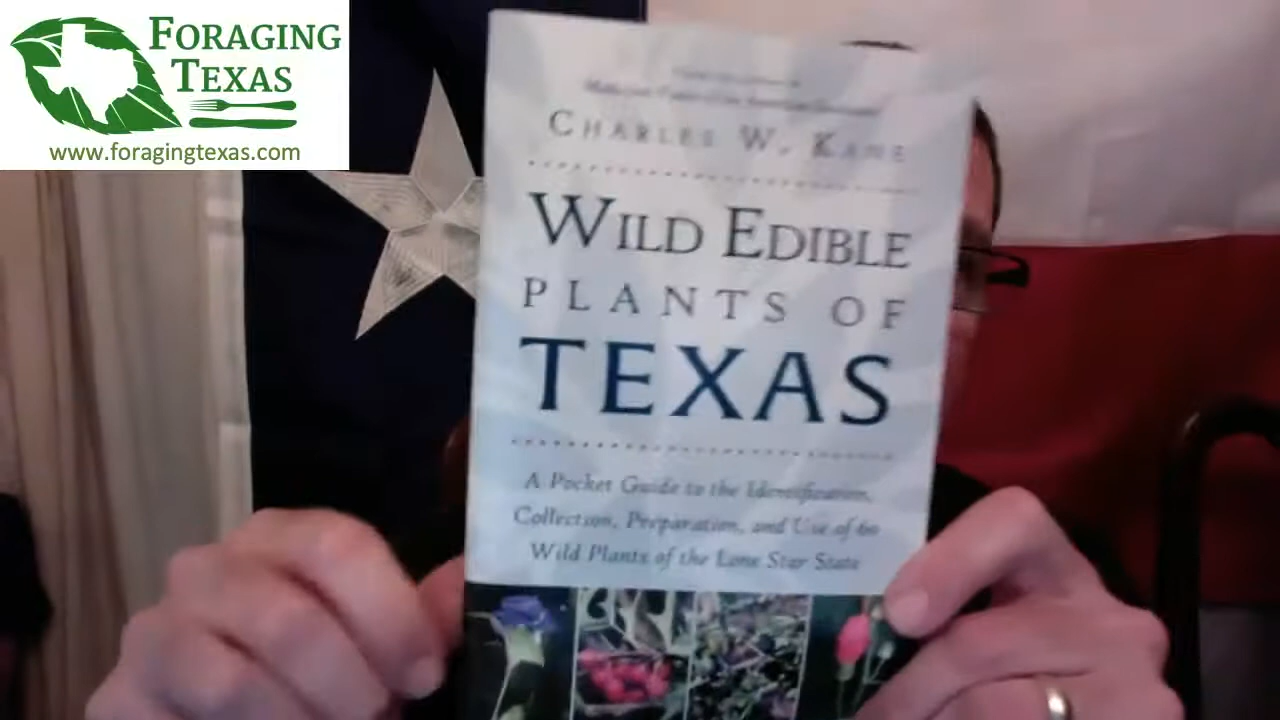 FORAGING
TEXAS
www.foragingtexas.com
CHARLES W. KANE
WILD EDIBLE
PLANTS OF
TEXAS
A Pocket Guide to the Identification,
Collection, Preparation, and Use of 60
Wild Plants of the Lone Star State